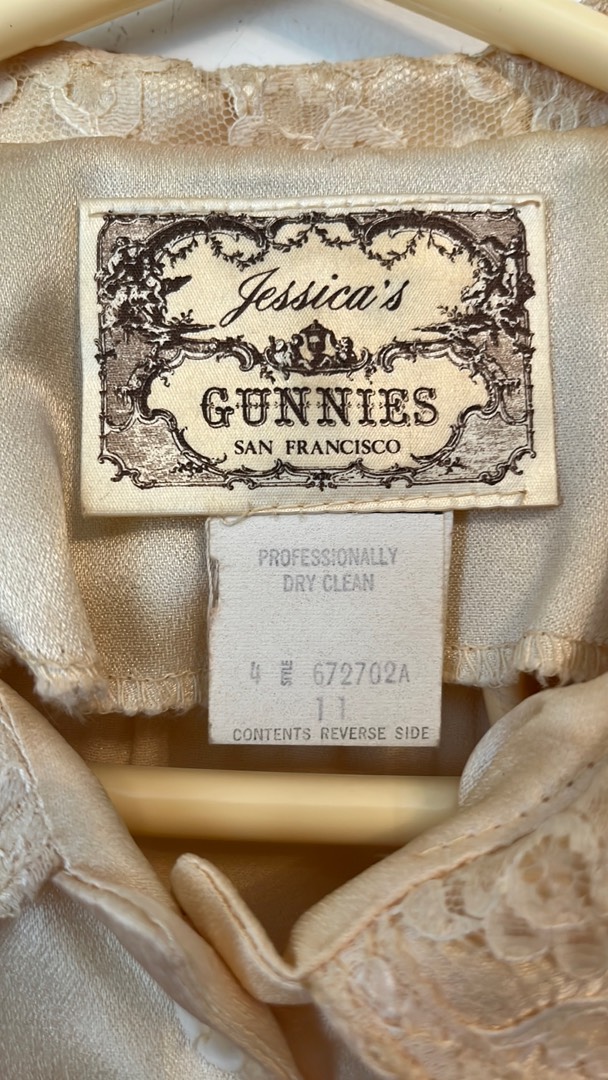 Jessica's
GUNNIES
SAN FRANCISCO
PROFESSIONALLY
DRY CLEAN
4 STYLE 672702A
11
CONTENTS REVERSE SIDE